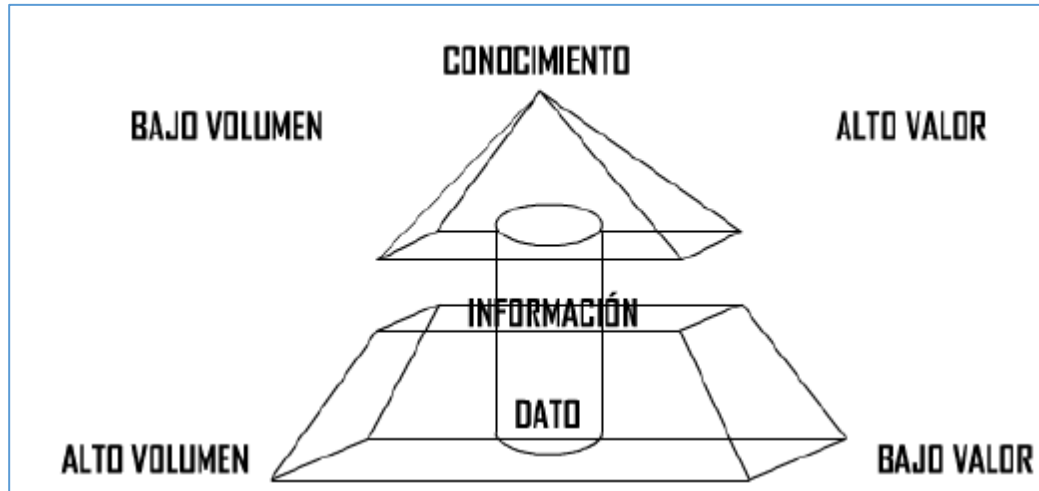 CONOCIMIENTO
BAJO VOLUMEN
ALTO VALOR
INFORMACIÓN
DATO
ALTO VOLUMEN
BAJO VALOR